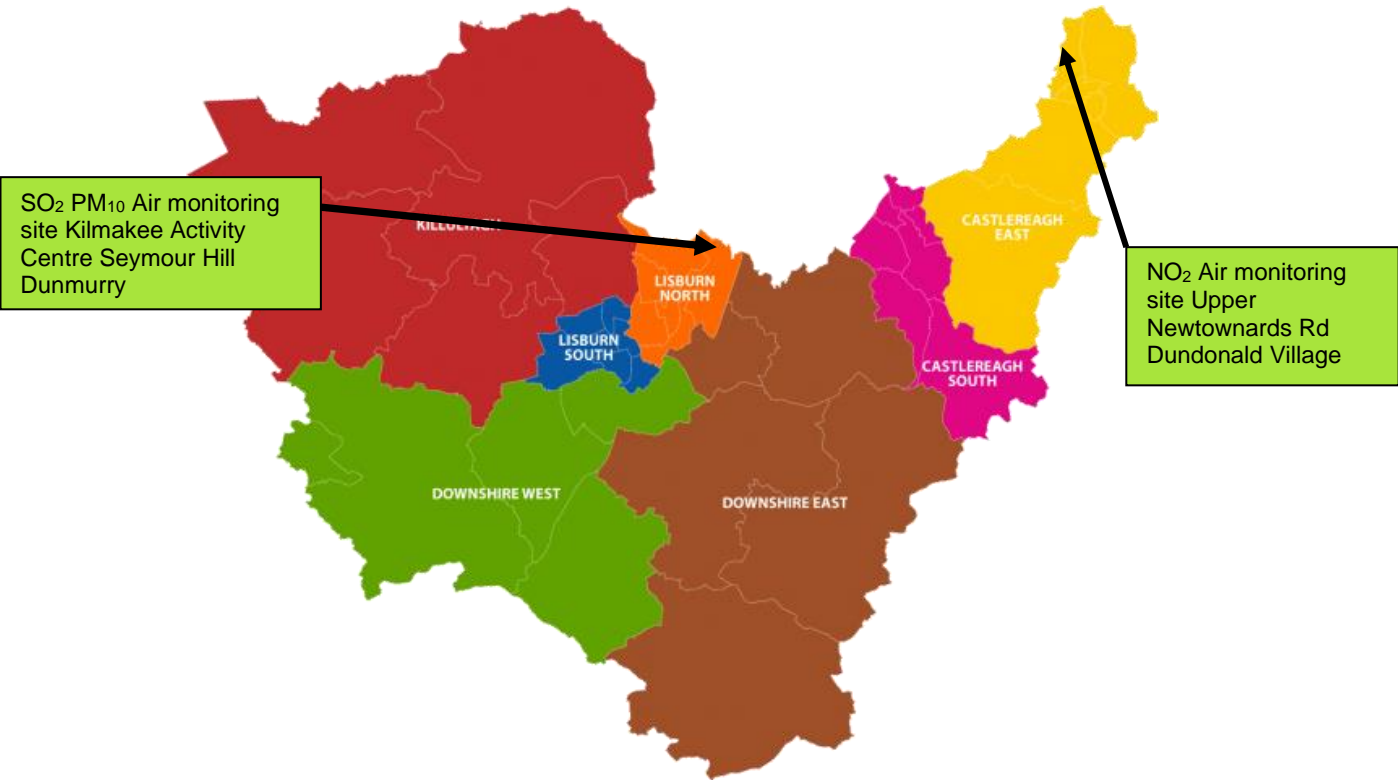 SO₂ PM₁₀ Air monitoring
site Kilmakee Activity
Centre Seymour Hill
Dunmurry
KILLULTAGH
LISBURN
NORTH
LISBURN
SOUTH
CASTLEREAGH
EAST
CASTLEREAGH
SOUTH
DOWNSHIRE WEST
DOWNSHIRE EAST
NO₂ Air monitoring
site Upper
Newtownards Rd
Dundonald Village